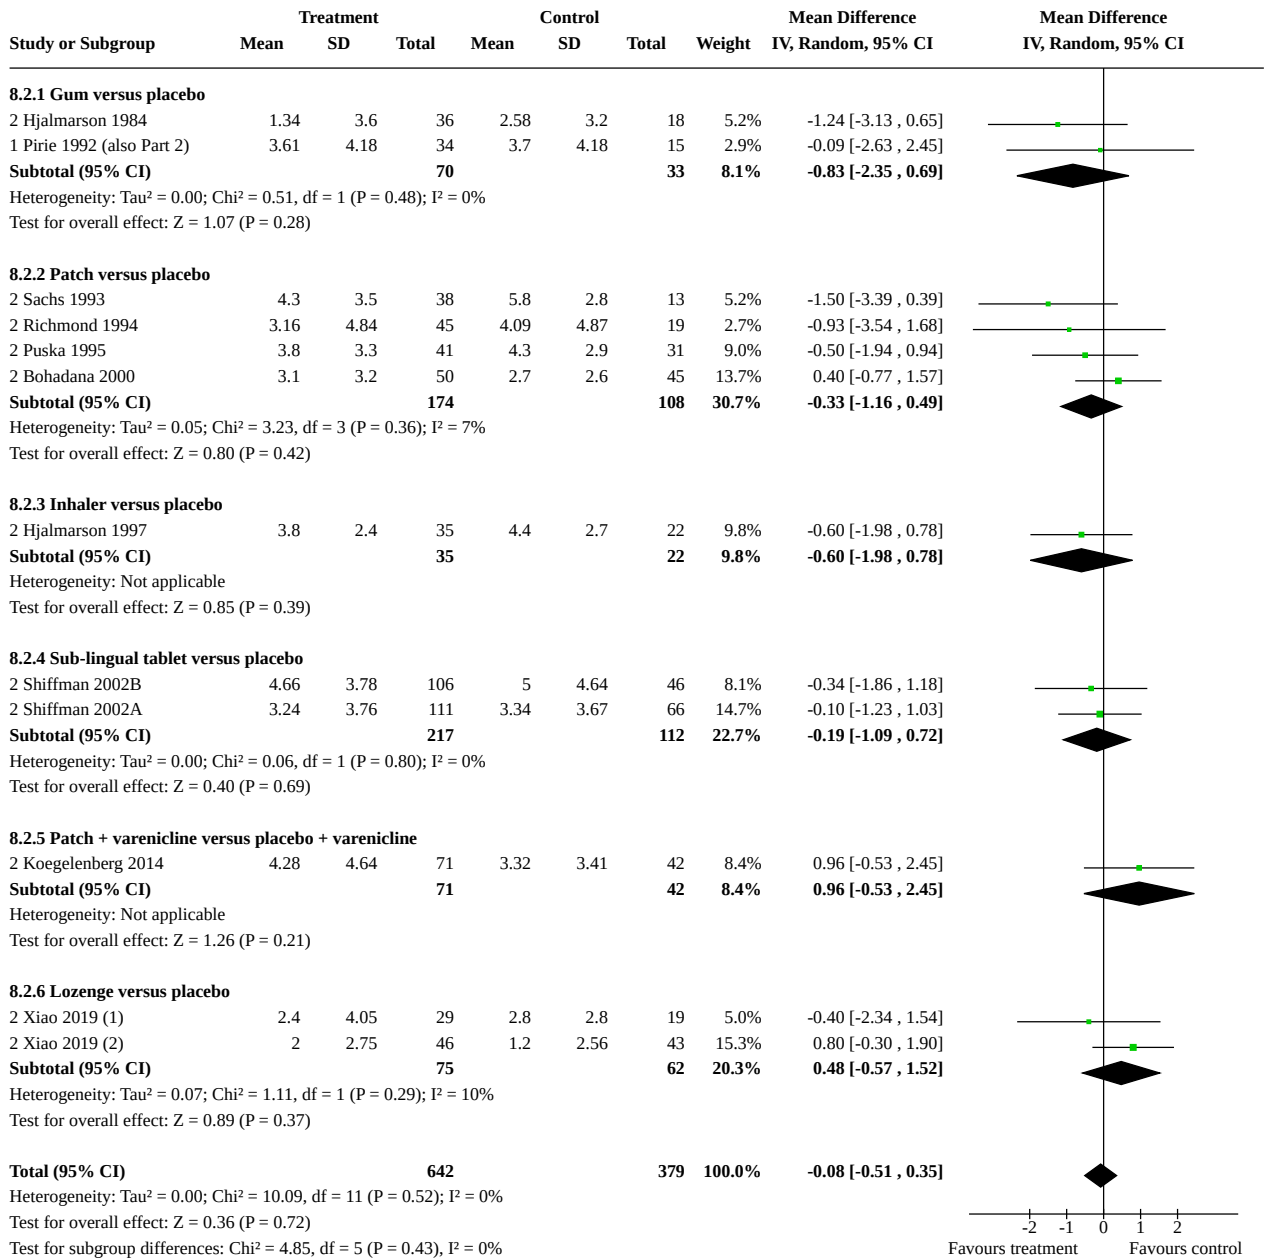 Treatment Control Mean Difference Mean Difference
Study or Subgroup Mean SD Total Mean SD Total Weight IV, Random, 95% CI IV, Random, 95% CI
8.2.1 Gum versus placebo
2 Hjalmarson 1984 1.34 3.6 36 2.58 3.2 18 5.2% -1.24 [-3.13 , 0.65]
1 Pirie 1992 (also Part 2) 3.61 4.18 34 3.7 4.18 15 2.9% -0.09 [-2.63 , 2.45]
Subtotal (95% CI) 70 33 8.1% -0.83 [-2.35 , 0.69]
Heterogeneity: Tau² = 0.00; Chi² = 0.51, df = 1 (P = 0.48); I² = 0%
Test for overall effect: Z = 1.07 (P = 0.28)
8.2.2 Patch versus placebo
2 Sachs 1993 4.3 3.5 38 5.8 2.8 13 5.2% -1.50 [-3.39 , 0.39]
2 Richmond 1994 3.16 4.84 45 4.09 4.87 19 2.7% -0.93 [-3.54 , 1.68]
2 Puska 1995 3.8 3.3 41 4.3 2.9 31 9.0% -0.50 [-1.94 , 0.94]
2 Bohadana 2000 3.1 3.2 50 2.7 2.6 45 13.7% 0.40 [-0.77 , 1.57]
Subtotal (95% CI) 174 108 30.7% -0.33 [-1.16 , 0.49]
Heterogeneity: Tau² = 0.05; Chi² = 3.23, df = 3 (P = 0.36); I² = 7%
Test for overall effect: Z = 0.80 (P = 0.42)
8.2.3 Inhaler versus placebo
2 Hjalmarson 1997 3.8 2.4 35 4.4 2.7 22 9.8% -0.60 [-1.98 , 0.78]
Subtotal (95% CI) 35 22 9.8% -0.60 [-1.98 , 0.78]
Heterogeneity: Not applicable
Test for overall effect: Z = 0.85 (P = 0.39)
8.2.4 Sub-lingual tablet versus placebo
2 Shiffman 2002B 4.66 3.78 106 5 4.64 46 8.1% -0.34 [-1.86 , 1.18]
2 Shiffman 2002A 3.24 3.76 111 3.34 3.67 66 14.7% -0.10 [-1.23 , 1.03]
Subtotal (95% CI) 217 112 22.7% -0.19 [-1.09 , 0.72]
Heterogeneity: Tau² = 0.00; Chi² = 0.06, df = 1 (P = 0.80); I² = 0%
Test for overall effect: Z = 0.40 (P = 0.69)
8.2.5 Patch + varenicline versus placebo + varenicline
2 Koegelenberg 2014 4.28 4.64 71 3.32 3.41 42 8.4% 0.96 [-0.53 , 2.45]
Subtotal (95% CI) 71 42 8.4% 0.96 [-0.53 , 2.45]
Heterogeneity: Not applicable
Test for overall effect: Z = 1.26 (P = 0.21)
8.2.6 Lozenge versus placebo
2 Xiao 2019 (1) 2.4 4.05 29 2.8 2.8 19 5.0% -0.40 [-2.34 , 1.54]
2 Xiao 2019 (2) 2 2.75 46 1.2 2.56 43 15.3% 0.80 [-0.30 , 1.90]
Subtotal (95% CI) 75 62 20.3% 0.48 [-0.57 , 1.52]
Heterogeneity: Tau² = 0.07; Chi² = 1.11, df = 1 (P = 0.29); I² = 10%
Test for overall effect: Z = 0.89 (P = 0.37)
Total (95% CI) 642 379 100.0% -0.08 [-0.51 , 0.35]
Heterogeneity: Tau² = 0.00; Chi² = 10.09, df = 11 (P = 0.52); I² = 0%
Test for overall effect: Z = 0.36 (P = 0.72)
-2 -1 0 1 2
Test for subgroup differences: Chi² = 4.85, df = 5 (P = 0.43), I² = 0%
Favours treatment Favours control